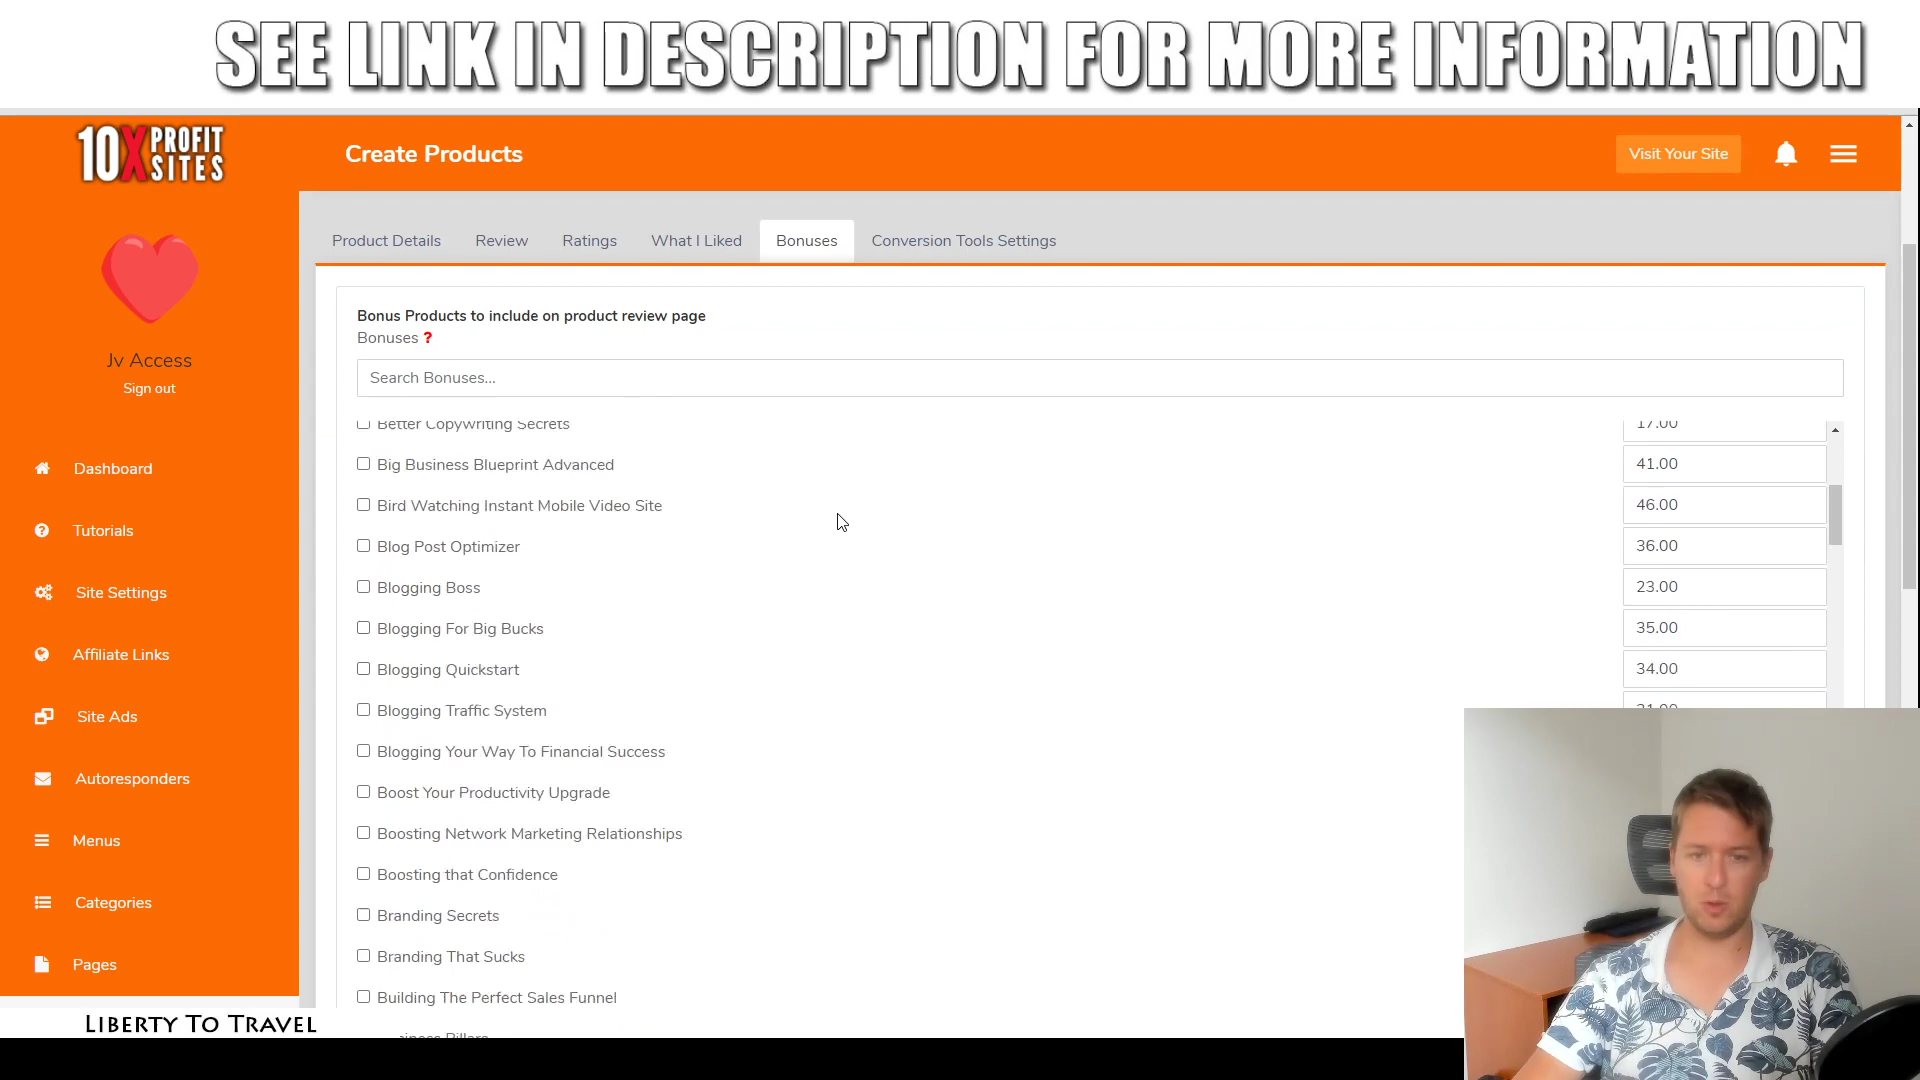 SEE LINK IN DESCRIPTION FOR MORE INFORMATION
10X PROFIT SITES
Create Products
Visit Your Site
Jv Access
Sign out
Dashboard
Tutorials
Site Settings
Affiliate Links
Site Ads
Autoresponders
Menus
Categories
Pages
LIBERTY TO TRAVEL
Product Details Review Ratings What I Liked Bonuses Conversion Tools Settings
Bonus Products to include on product review page
Bonuses ?
Search Bonuses...
Better Copywriting Secrets 17.00
Big Business Blueprint Advanced 41.00
Bird Watching Instant Mobile Video Site 46.00
Blog Post Optimizer 36.00
Blogging Boss 23.00
Blogging For Big Bucks 35.00
Blogging Quickstart 34.00
Blogging Traffic System
Blogging Your Way To Financial Success
Boost Your Productivity Upgrade
Boosting Network Marketing Relationships
Boosting that Confidence
Branding Secrets
Branding That Sucks
Building The Perfect Sales Funnel